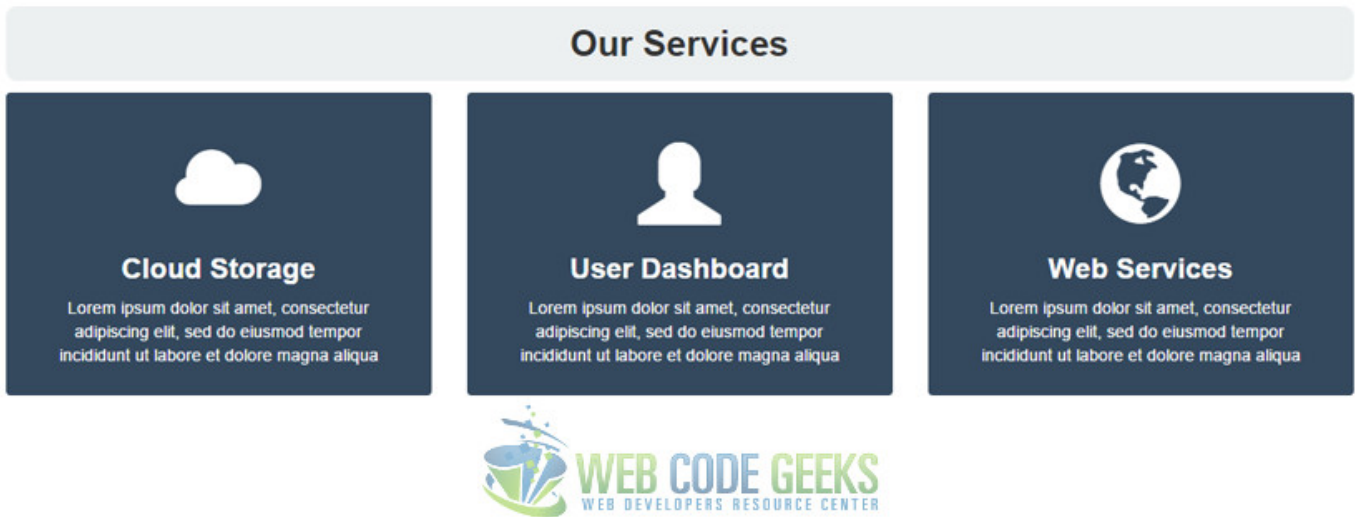 Our Services
Cloud Storage
Lorem ipsum dolor sit amet, consectetur
adipiscing elit, sed do eiusmod tempor
incididunt ut labore et dolore magna aliqua
User Dashboard
Lorem ipsum dolor sit amet, consectetur
adipiscing elit, sed do eiusmod tempor
incididunt ut labore et dolore magna aliqua
Web Services
Lorem ipsum dolor sit amet, consectetur
adipiscing elit, sed do eiusmod tempor
incididunt ut labore et dolore magna aliqua
WEB CODE GEEKS
WEB DEVELOPERS RESOURCE CENTER